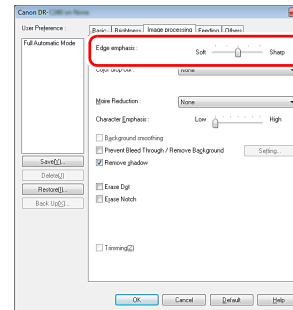 Canon DR-
User Preference :
Full Automatic Mode
Save(Y)...
Delete(J)
Restore(I)...
Back Up(X)...
Basic Brightness Image processing Feeding Others
Edge emphasis : Soft Sharp
Color drop-out : None
Moire Reduction : None
Character Emphasis : Low High
Background smoothing
Prevent Bleed Through / Remove Background Setting...
Remove shadow
Erase Dot
Erase Notch
Trimming(Z)
OK Cancel Default Help